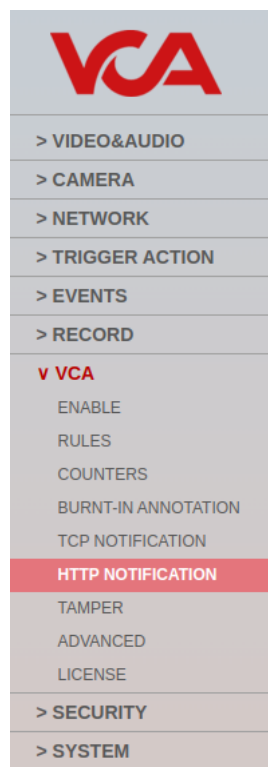 VCA
> VIDEO&AUDIO
> CAMERA
> NETWORK
> TRIGGER ACTION
> EVENTS
> RECORD
∨ VCA
ENABLE
RULES
COUNTERS
BURNT-IN ANNOTATION
TCP NOTIFICATION
HTTP NOTIFICATION
TAMPER
ADVANCED
LICENSE
> SECURITY
> SYSTEM